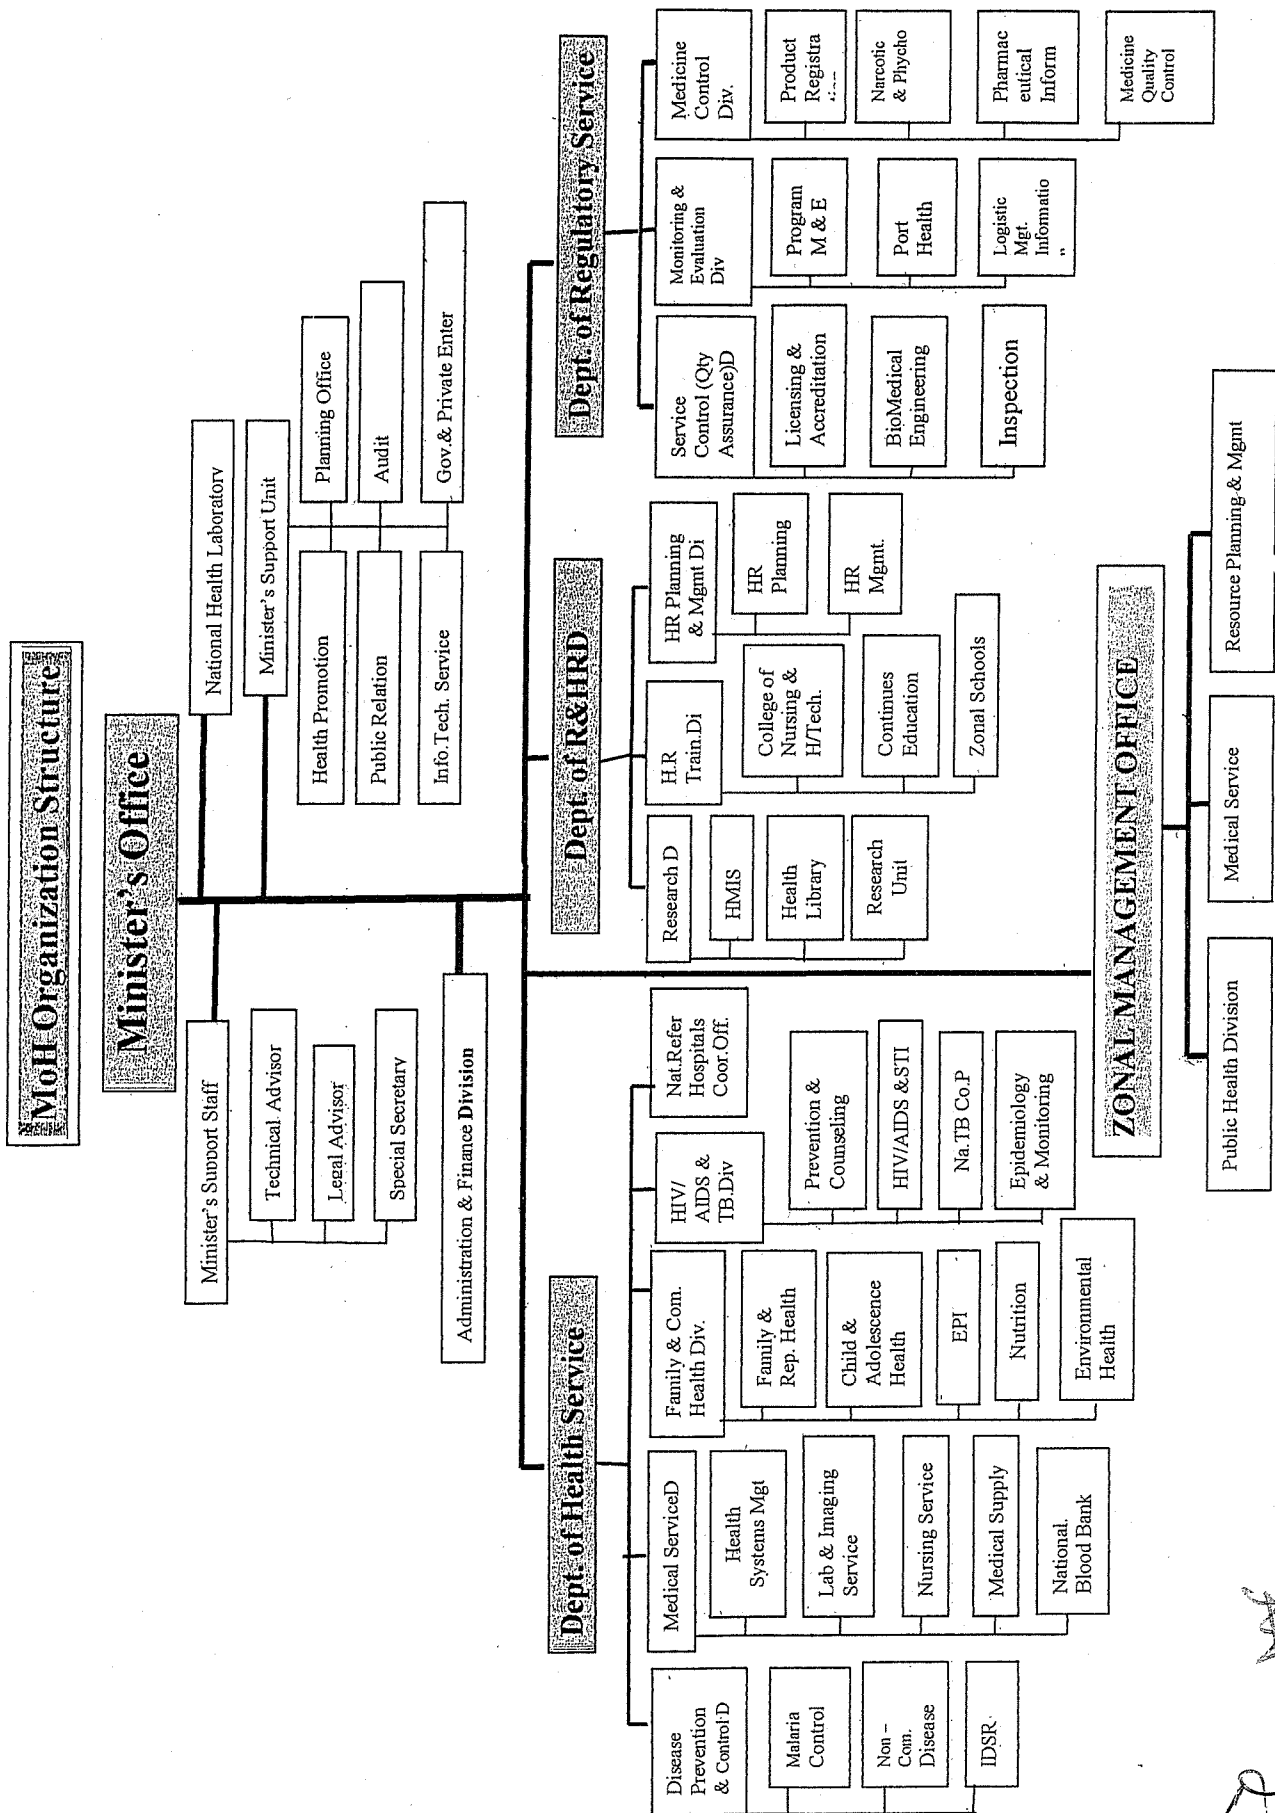 MoH Organization Structure
Minister's Office
Minister's Support Staff
Technical Advisor
Legal Advisor
Special Secretary
Administration & Finance Division
National Health Laboratory
Minister's Support Unit
Health Promotion
Planning Office
Public Relation
Audit
Info.Tech. Service
Gov.& Private Enter
Dept. of Health Service
Disease
Prevention
& Control D
Malaria
Control
Non –
Com.
Disease
IDSR
Medical ServiceD
Health
Systems Mgt
Lab & Imaging
Service
Nursing Service
Medical Supply
National.
Blood Bank
Family & Com.
Health Div.
Family &
Rep. Health
Child &
Adolescence
Health
EPI
Nutrition
Environmental
Health
HIV/
AIDS &
TB.Div
Prevention &
Counseling
HIV/AIDS &STI
Na.TB Co.P
Epidemiology
& Monitoring
Nat.Refer
Hospitals
Coor.Off.
Dept. of R&HRD
Research D
HMIS
Health
Library
Research
Unit
H.R
Train.Di
College of
Nursing &
H/Tech.
Continues
Education
Zonal Schools
HR Planning
& Mgmt Di
HR
Planning
HR
Mgmt.
Dept. of Regulatory Service
Service
Control (Qty
Assurance)D
Licensing &
Accreditation
BioMedical
Engineering
Inspection
Monitoring &
Evaluation
Div
Program
M & E
Port
Health
Logistic
Mgt.
Informatio
Medicine
Control
Div.
Product
Registra
Narcotic
& Phycho
Pharmac
eutical
Inform
Medicine
Quality
Control
ZONAL MANAGEMENT OFFICE
Public Health Division
Medical Service
Resource Planning & Mgmt